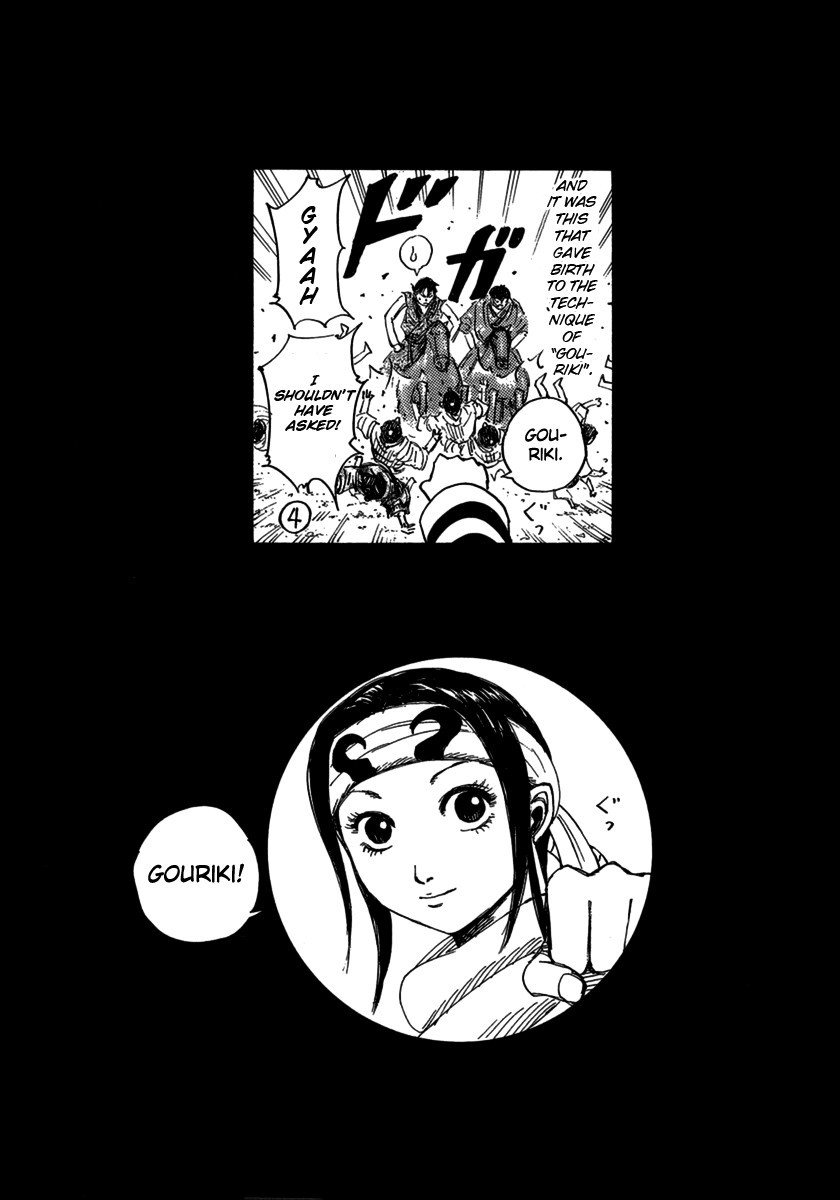 AND
IT WAS
THIS
THAT
GAVE
BIRTH
TO THE
TECH-
NIQUE
OF
"GOU-
RIKI".
ドガ
GYAAH
I
SHOULDN'T
HAVE
ASKED!
GOU-
RIKI.
ぐっ
4
ぐっ
GOURIKI!